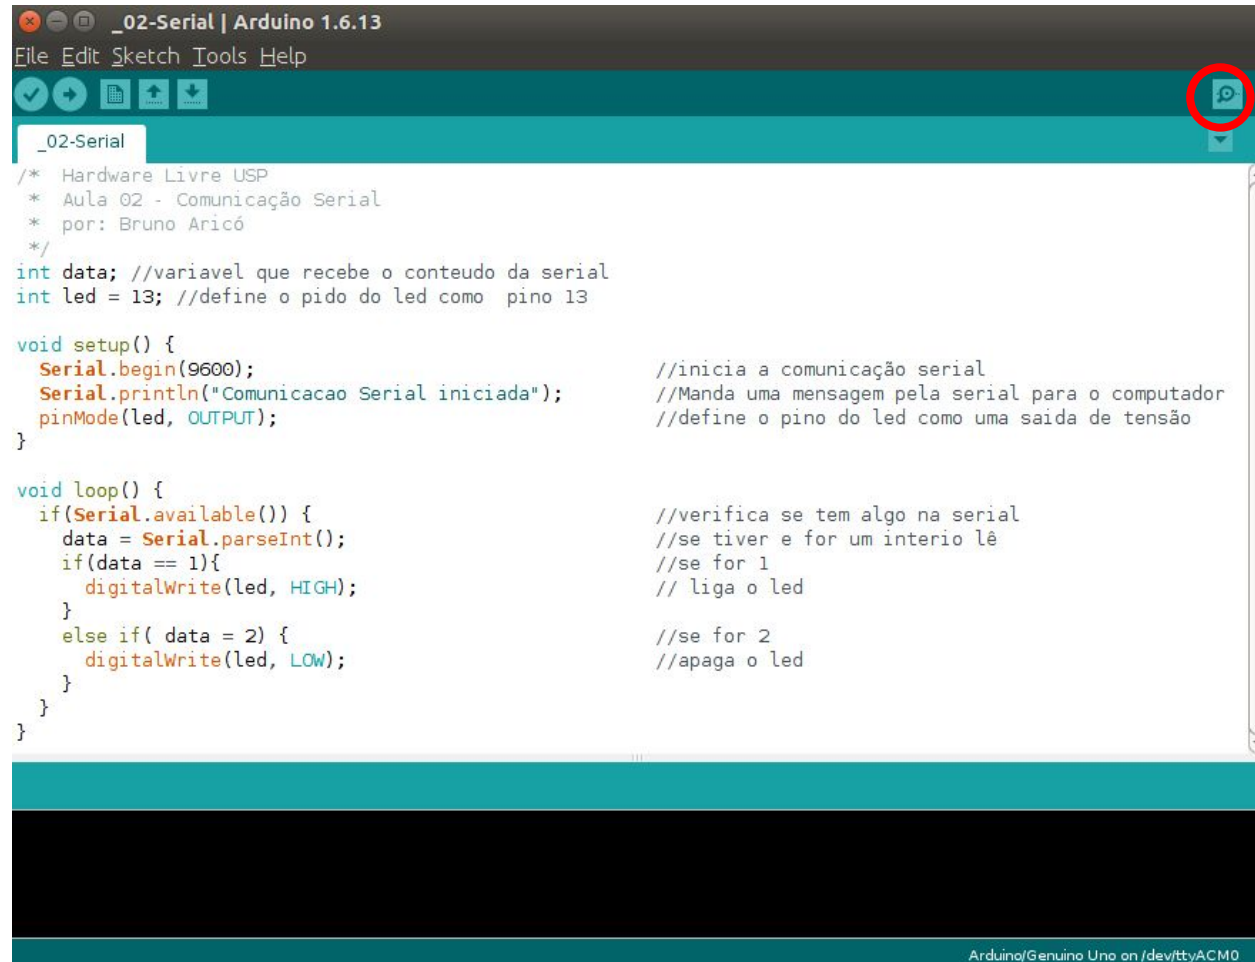 _02-Serial | Arduino 1.6.13
File Edit Sketch Tools Help
_02-Serial
/*  Hardware Livre USP
 *  Aula 02 - Comunicação Serial
 *  por: Bruno Aricó
 */
int data; //variavel que recebe o conteudo da serial
int led = 13; //define o pido do led como  pino 13
void setup() {
  Serial.begin(9600); //inicia a comunicação serial
  Serial.println("Comunicacao Serial iniciada"); //Manda uma mensagem pela serial para o computador
  pinMode(led, OUTPUT); //define o pino do led como uma saida de tensão
}
void loop() {
  if(Serial.available()) { //verifica se tem algo na serial
    data = Serial.parseInt(); //se tiver e for um interio lê
    if(data == 1){ //se for 1
      digitalWrite(led, HIGH); // liga o led
    }
    else if( data = 2) { //se for 2
      digitalWrite(led, LOW); //apaga o led
    }
  }
}
Arduino/Genuino Uno on /dev/ttyACM0